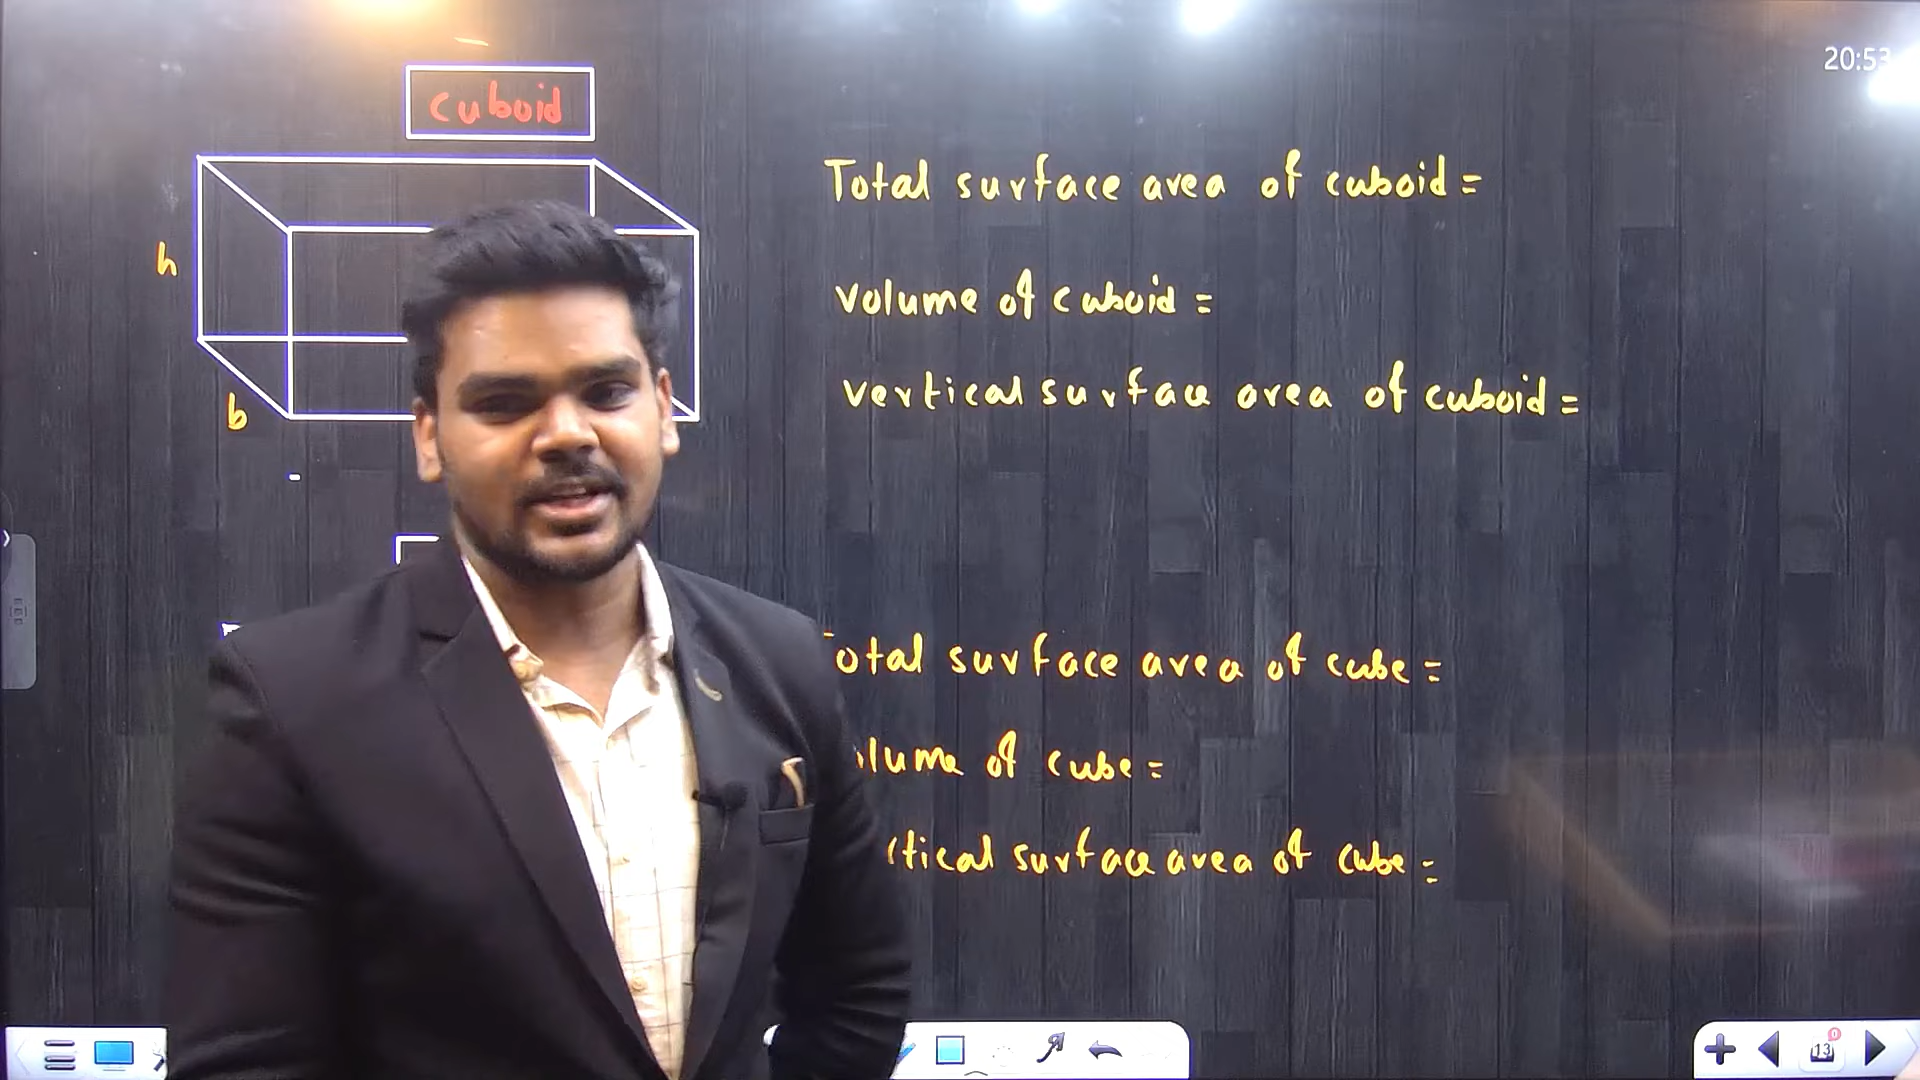 20:53
cuboid
h
b
Total surface area of cuboid =
volume of cuboid =
vertical surface area of cuboid =
otal surface area of cube =
lume of cube =
tical surface area of cube =
13